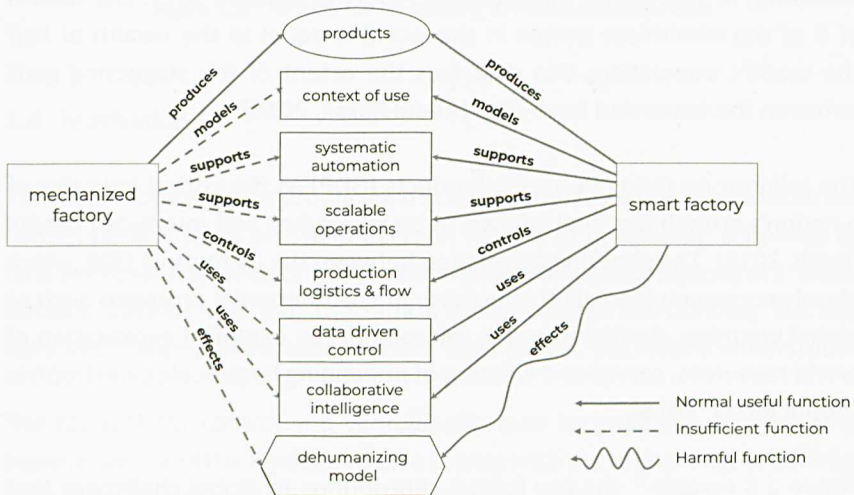 products
produces
produces
models
context of use
models
supports
systematic
automation
supports
mechanized
factory
supports
scalable
operations
supports
smart factory
controls
production
logistics & flow
controls
uses
data driven
control
uses
uses
collaborative
intelligence
uses
effects
dehumanizing
model
effects
Normal useful function
Insufficient function
Harmful function